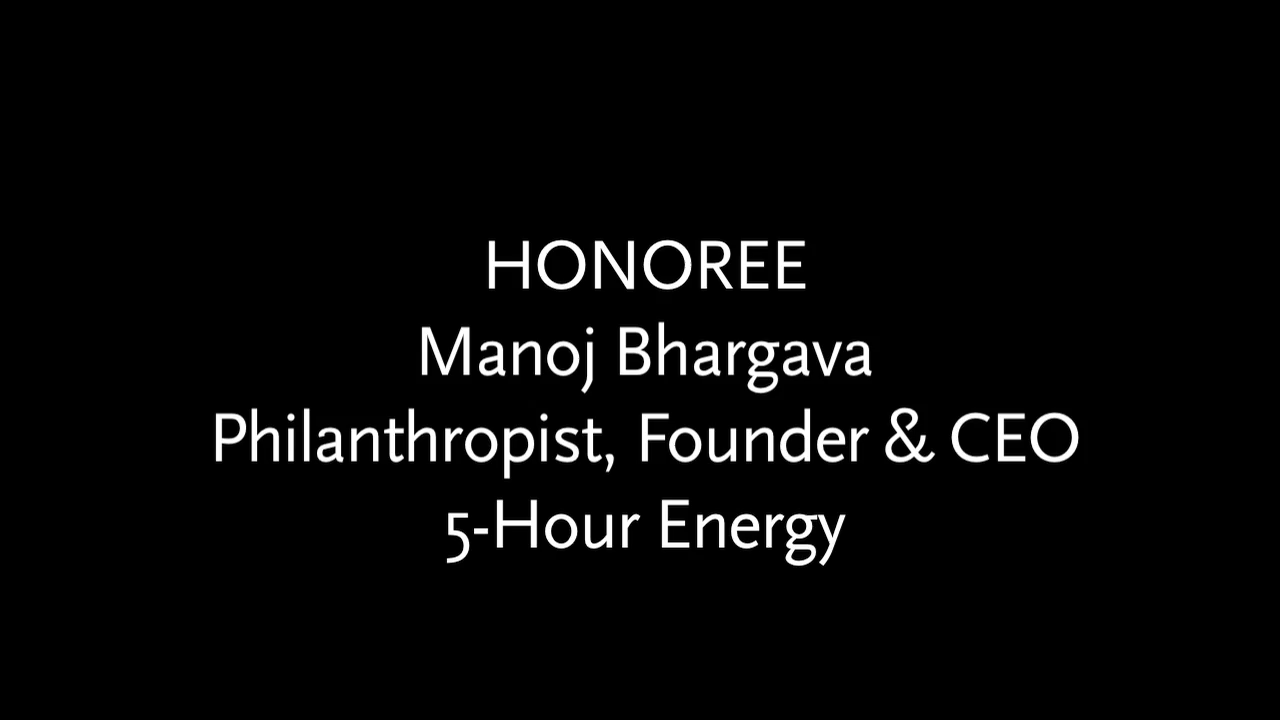 HONOREE
Manoj Bhargava
Philanthropist, Founder & CEO
5-Hour Energy